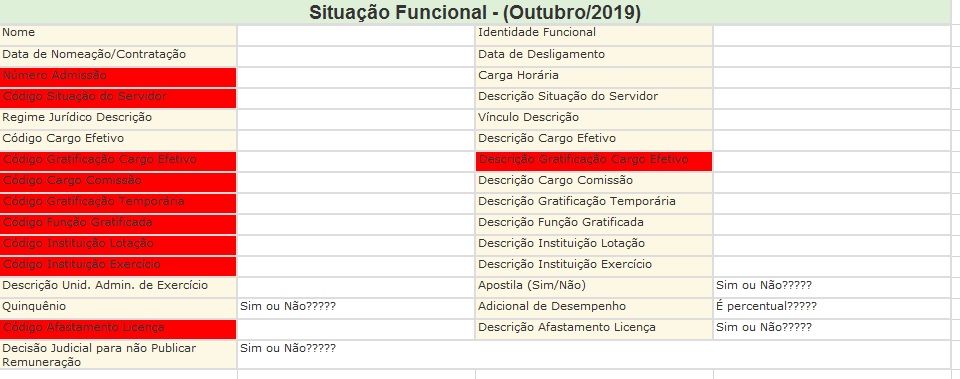 Situação Funcional - (Outubro/2019)
Nome Identidade Funcional
Data de Nomeação/Contratação Data de Desligamento
Número Admissão Carga Horária
Código Situação do Servidor Descrição Situação do Servidor
Regime Jurídico Descrição Vínculo Descrição
Código Cargo Efetivo Descrição Cargo Efetivo
Código Gratificação Cargo Efetivo Descrição Gratificação Cargo Efetivo
Código Cargo Comissão Descrição Cargo Comissão
Código Gratificação Temporária Descrição Gratificação Temporária
Código Função Gratificada Descrição Função Gratificada
Código Instituição Lotação Descrição Instituição Lotação
Código Instituição Exercício Descrição Instituição Exercício
Descrição Unid. Admin. de Exercício Apostila (Sim/Não) Sim ou Não?????
Quinquênio Sim ou Não????? Adicional de Desempenho É percentual?????
Código Afastamento Licença Descrição Afastamento Licença Sim ou Não?????
Decisão Judicial para não Publicar Sim ou Não?????
Remuneração